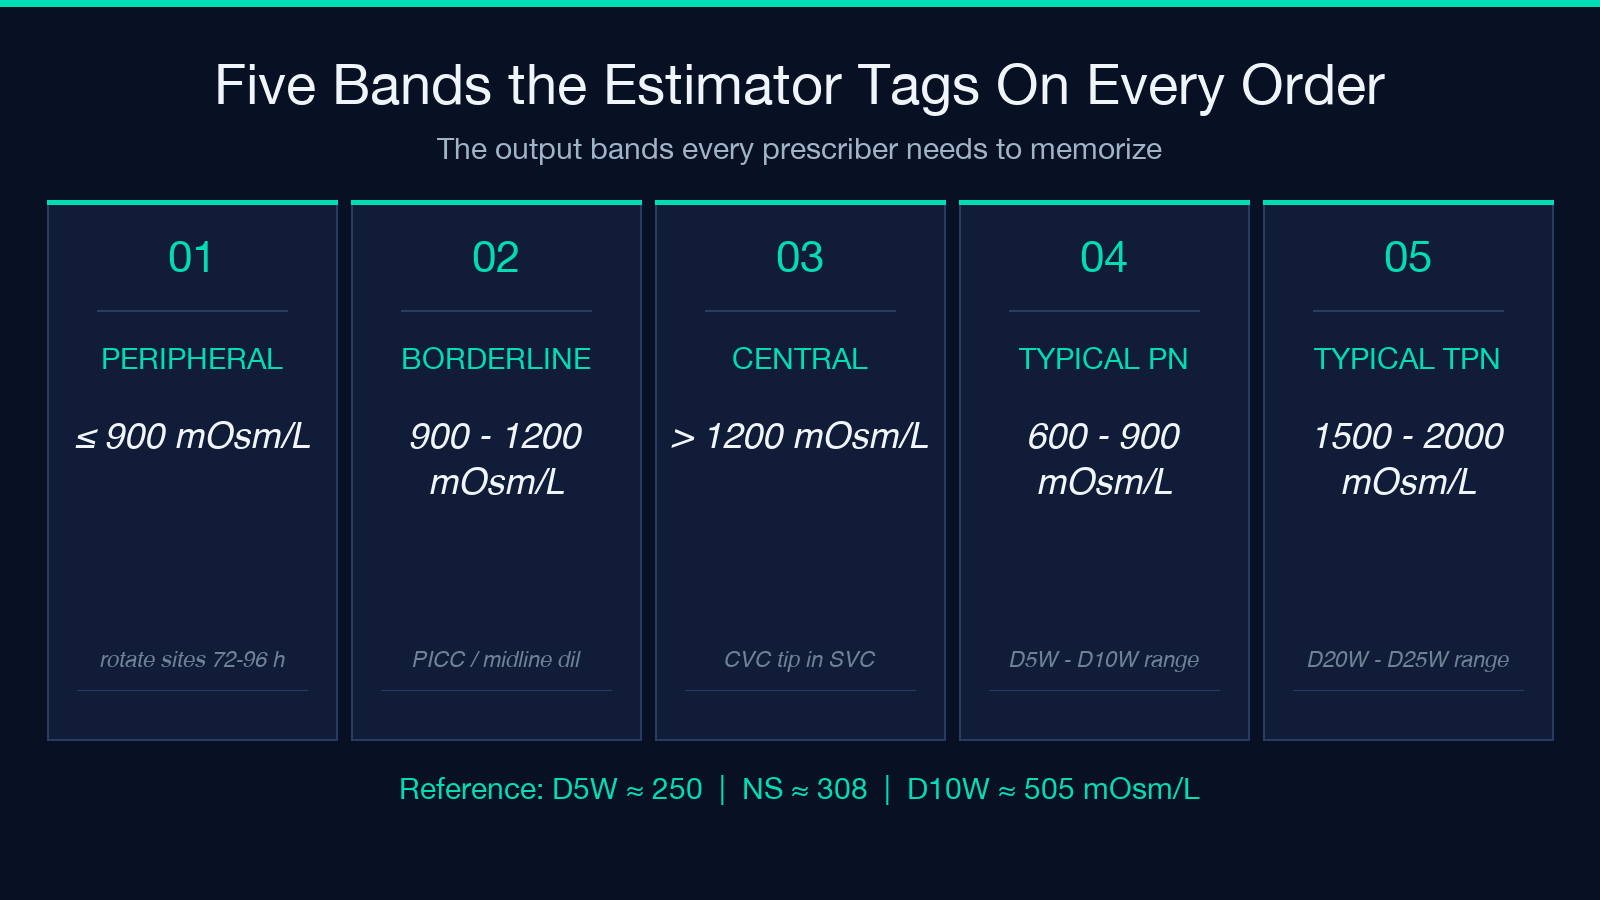 Five Bands the Estimator Tags On Every Order
The output bands every prescriber needs to memorize
01
PERIPHERAL
≤ 900 mOsm/L
rotate sites 72-96 h
02
BORDERLINE
900 - 1200
mOsm/L
PICC / midline dil
03
CENTRAL
> 1200 mOsm/L
CVC tip in SVC
04
TYPICAL PN
600 - 900
mOsm/L
D5W - D10W range
05
TYPICAL TPN
1500 - 2000
mOsm/L
D20W - D25W range
Reference: D5W ≈ 250 | NS ≈ 308 | D10W ≈ 505 mOsm/L